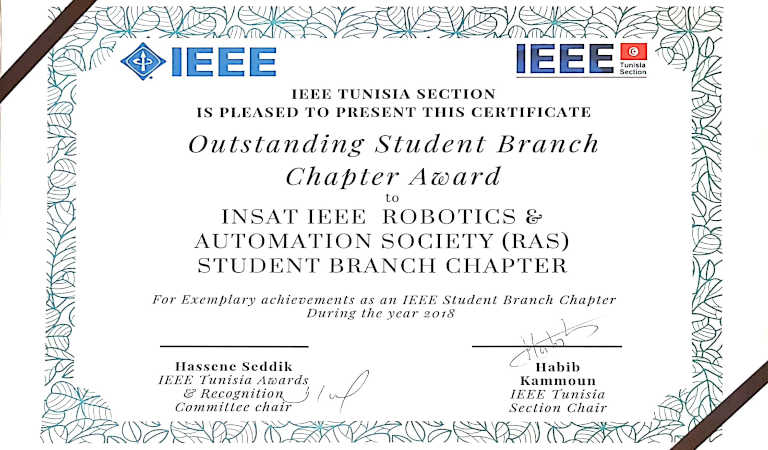 IEEE
IEEE
Tunisia
Section
IEEE TUNISIA SECTION
IS PLEASED TO PRESENT THIS CERTIFICATE
Outstanding Student Branch
Chapter Award
to
INSAT IEEE ROBOTICS &
AUTOMATION SOCIETY (RAS)
STUDENT BRANCH CHAPTER
For Exemplary achievements as an IEEE Student Branch Chapter
During the year 2018
Hassene Seddik
IEEE Tunisia Awards
& Recognition
Committee chair
Habib
Kammoun
IEEE Tunisia
Section Chair